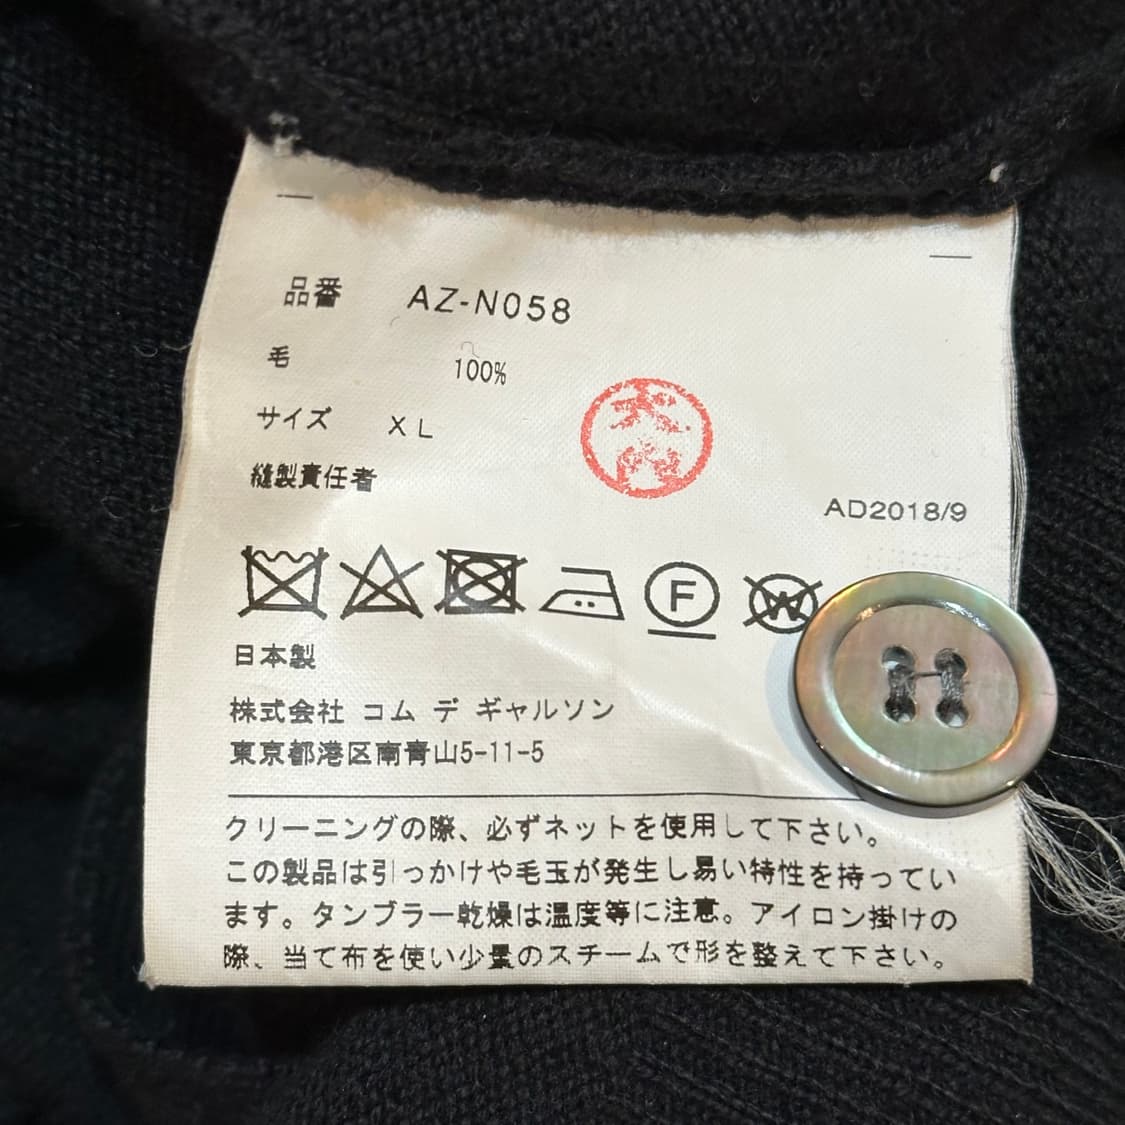 品番 AZ-N058
毛 100%
サイズ XL
縫製責任者 大門
AD2018/9
F W
日本製
株式会社 コム デ ギャルソン
東京都港区南青山5-11-5
クリーニングの際、必ずネットを使用して下さい。
この製品は引っかけや毛玉が発生し易い特性を持ってい
ます。タンブラー乾燥は温度等に注意。アイロン掛けの
際、当て布を使い少量のスチームで形を整えて下さい。